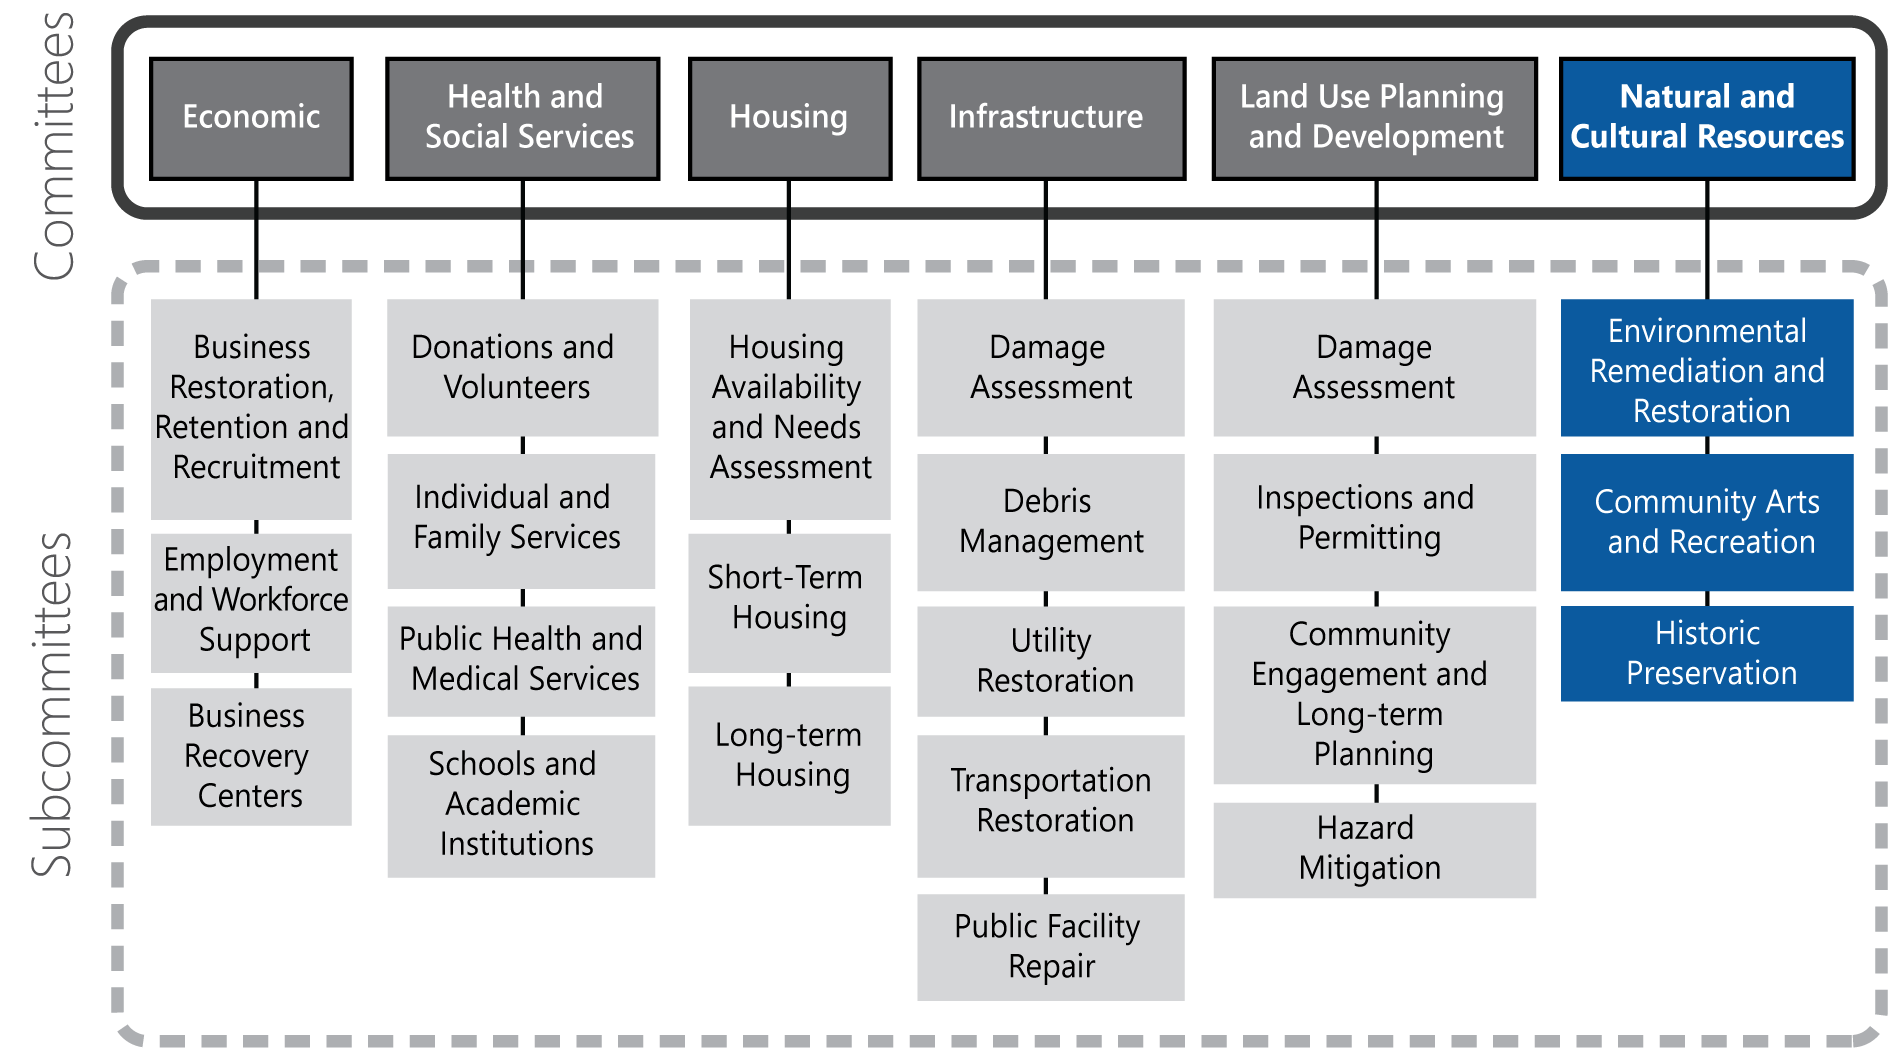 Committees
Economic
Health and
Social Services
Housing
Infrastructure
Land Use Planning
and Development
Natural and
Cultural Resources
Subcommittees
Business
Restoration,
Retention and
Recruitment
Employment
and Workforce
Support
Business
Recovery
Centers
Donations and
Volunteers
Individual and
Family Services
Public Health and
Medical Services
Schools and
Academic
Institutions
Housing
Availability
and Needs
Assessment
Short-Term
Housing
Long-term
Housing
Damage
Assessment
Debris
Management
Utility
Restoration
Transportation
Restoration
Public Facility
Repair
Damage
Assessment
Inspections and
Permitting
Community
Engagement and
Long-term
Planning
Hazard
Mitigation
Environmental
Remediation and
Restoration
Community Arts
and Recreation
Historic
Preservation